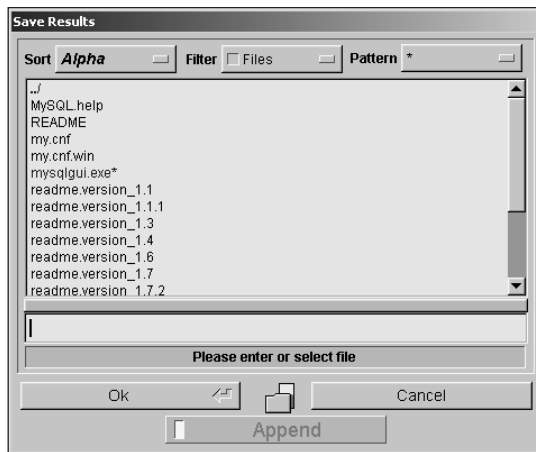 Save Results
Sort Alpha Filter Files Pattern *
../
MySQL.help
README
my.cnf
my.cnf.win
mysqlgui.exe*
readme.version_1.1
readme.version_1.1.1
readme.version_1.3
readme.version_1.4
readme.version_1.6
readme.version_1.7
readme.version_1.7.2
Please enter or select file
Ok Cancel
Append